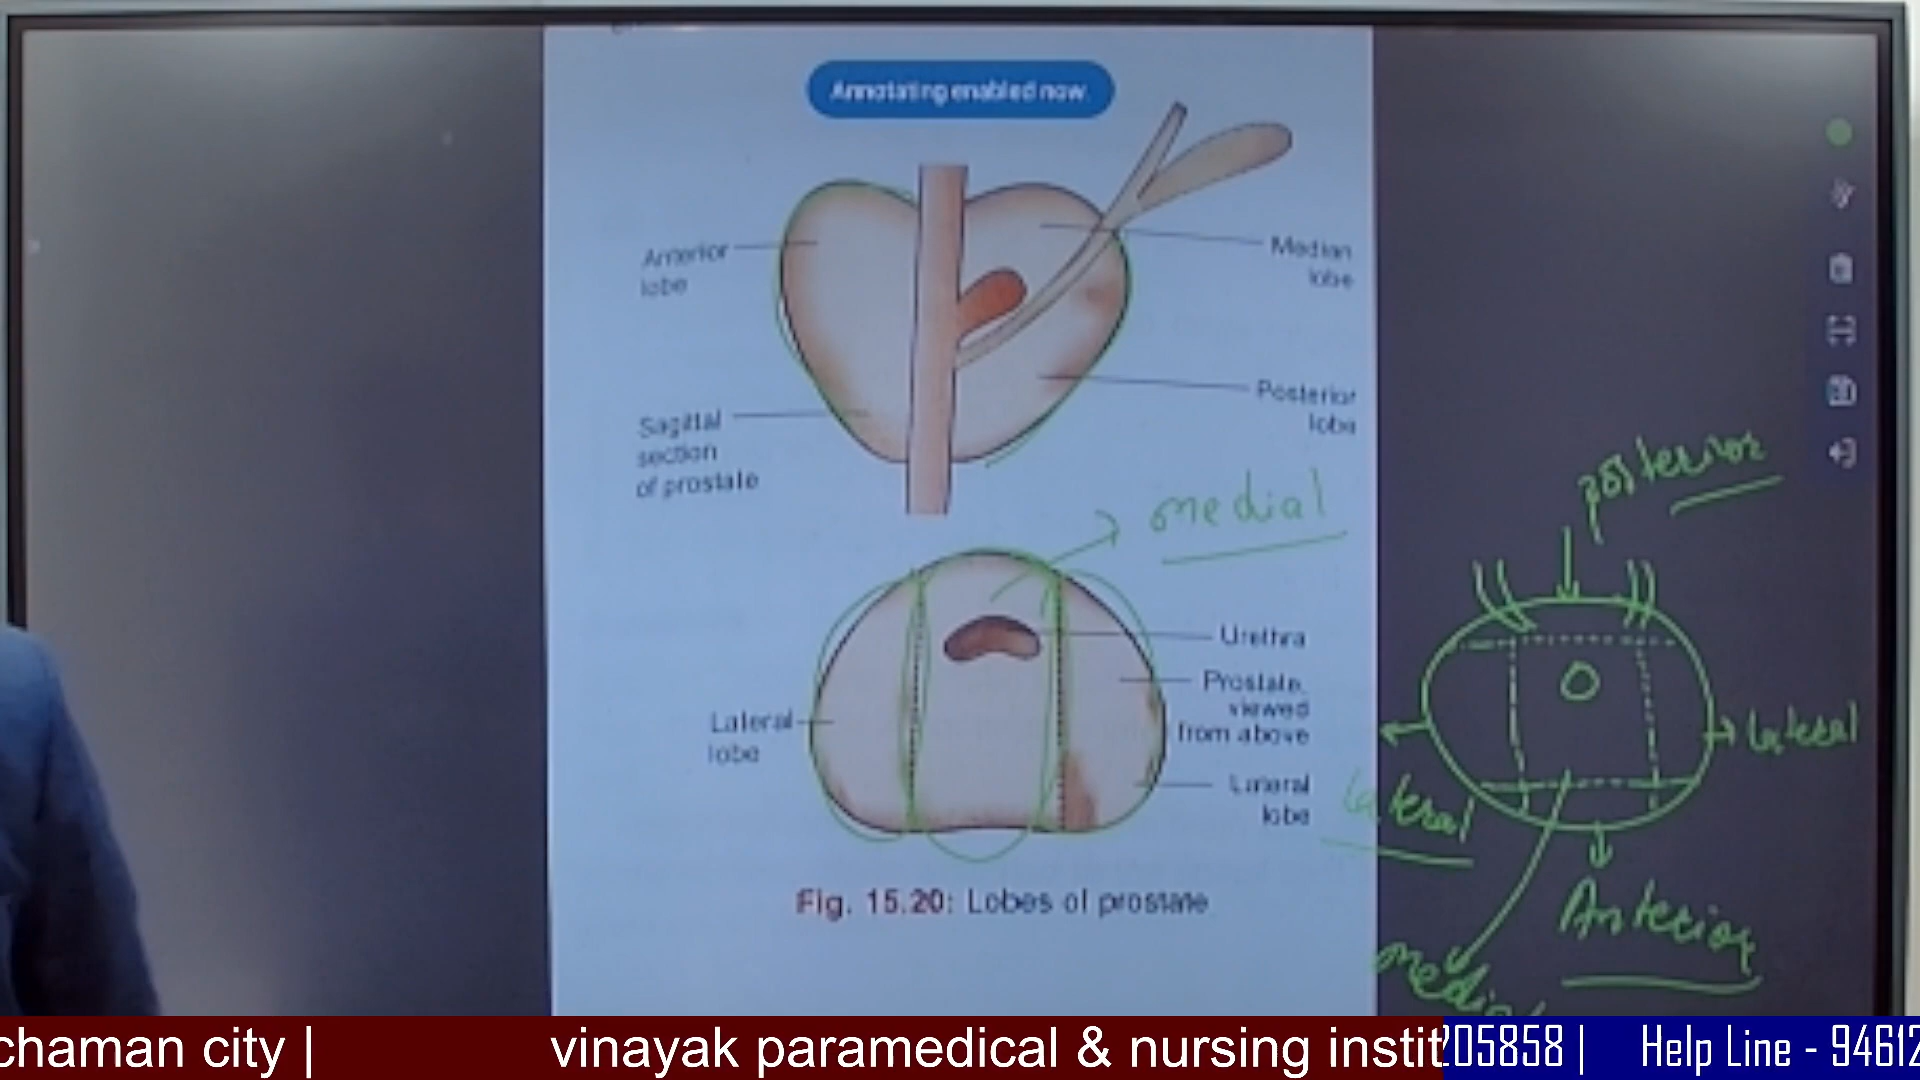 Annotating enabled now.
Anterior
lobe
Median
lobe
Sagittal
section
of prostate
Posterior
lobe
posterior
medial
Urethra
Prostate,
viewed
from above
Lateral
lobe
Lateral
lobe
lateral
lateral
Anterior
medial
Fig. 15.20: Lobes of prostate
chaman city |
vinayak paramedical & nursing instit
205858 |
Help Line - 94612